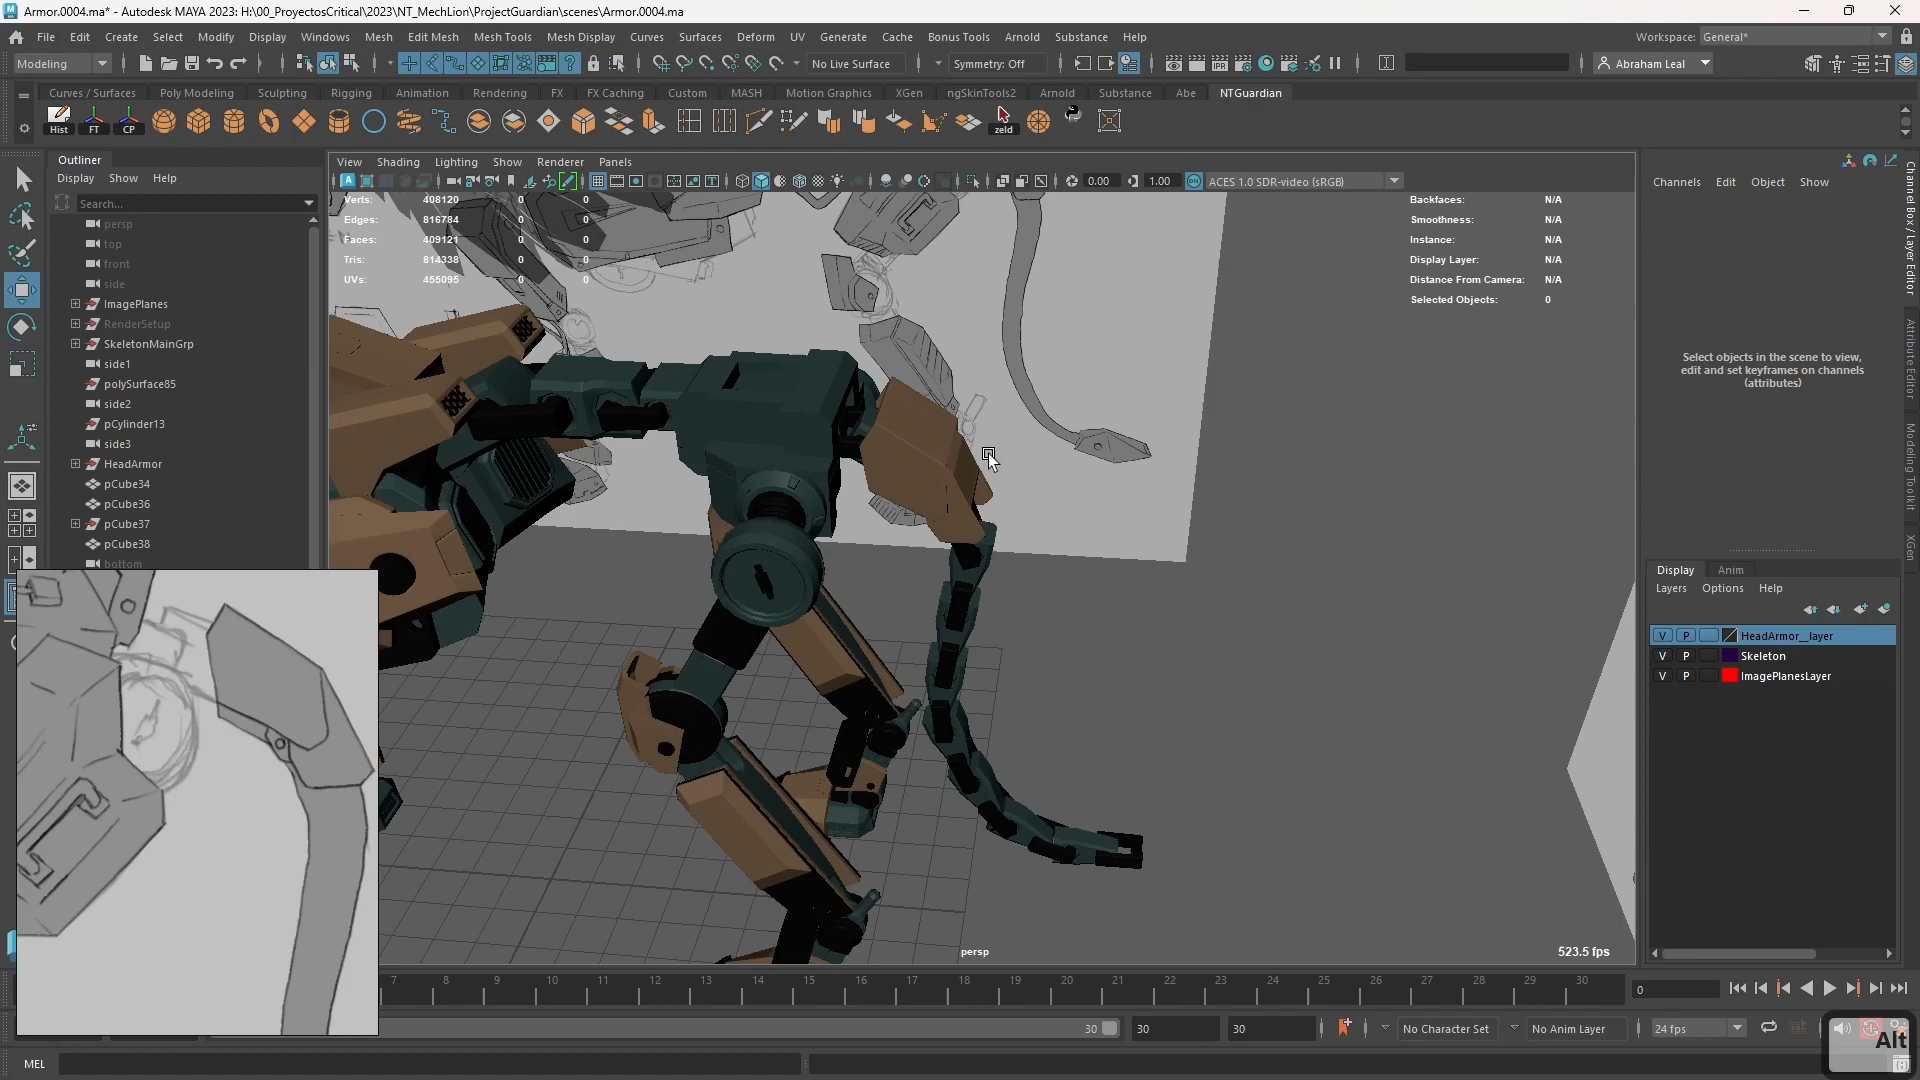 Armor.0004.ma* - Autodesk MAYA 2023: H:\00_ProyectosCritical\2023\NT_MechLion\ProjectGuardian\scenes\Armor.0004.ma
File Edit Create Select Modify Display Windows Mesh Edit Mesh Mesh Tools Mesh Display Curves Surfaces Deform UV Generate Cache Bonus Tools Arnold Substance Help
Workspace: General*
Modeling
No Live Surface
Symmetry: Off
Abraham Leal
Curves / Surfaces Poly Modeling Sculpting Rigging Animation Rendering FX FX Caching Custom MASH Motion Graphics XGen ngSkinTools2 Arnold Substance Abe NTGuardian
Hist FT CP zeld
Outliner
Display Show Help
Search...
persp
top
front
side
ImagePlanes
RenderSetup
SkeletonMainGrp
side1
polySurface85
side2
pCylinder13
side3
HeadArmor
pCube34
pCube36
pCube37
pCube38
bottom
View Shading Lighting Show Renderer Panels
0.00 1.00 ACES 1.0 SDR-video (sRGB)
Verts: 408120 0 0
Edges: 816784 0 0
Faces: 409121 0 0
Tris: 814338 0 0
UVs: 455095 0 0
Backfaces: N/A
Smoothness: N/A
Instance: N/A
Display Layer: N/A
Distance From Camera: N/A
Selected Objects: 0
persp
523.5 fps
Channels Edit Object Show
Select objects in the scene to view,
edit and set keyframes on channels
(attributes)
Channel Box / Layer Editor
Attribute Editor
Modeling Toolkit
XGen
Display Anim
Layers Options Help
V P HeadArmor__layer
V P Skeleton
V P ImagePlanesLayer
7 8 9 10 11 12 13 14 15 16 17 18 19 20 21 22 23 24 25 26 27 28 29 30
0
30 30 30
No Character Set
No Anim Layer
24 fps
MEL
Alt